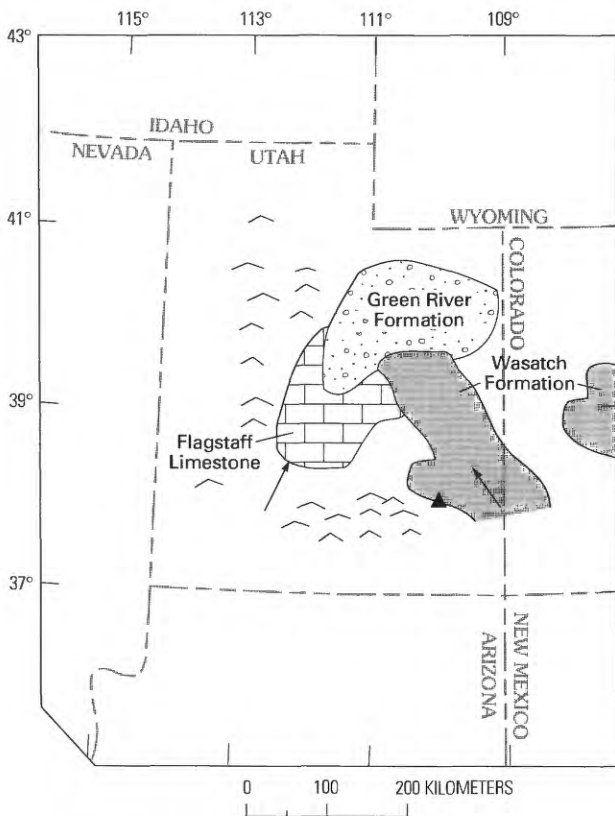 115° 113° 111° 109°
43°
IDAHO
NEVADA
UTAH
41°
WYOMING
COLORADO
Green River
Formation
Wasatch
Formation
39°
Flagstaff
Limestone
37°
ARIZONA
NEW MEXICO
0 100 200 KILOMETERS